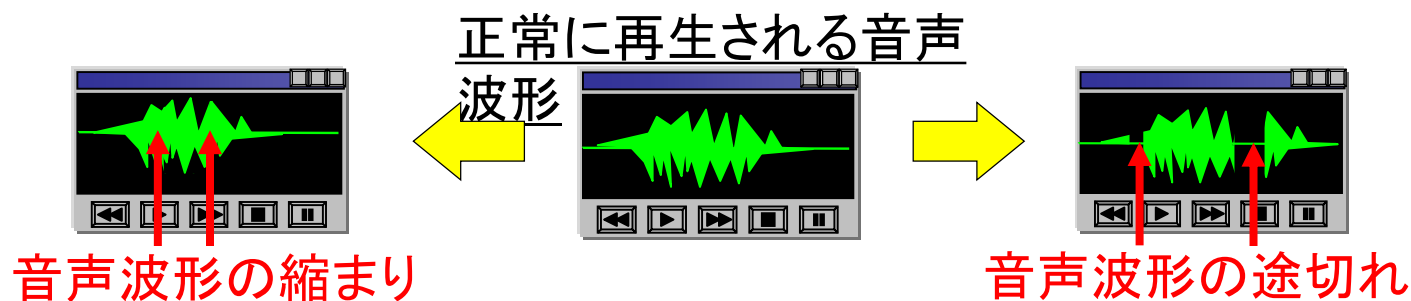 正常に再生される音声
波形
音声波形の縮まり
音声波形の途切れ